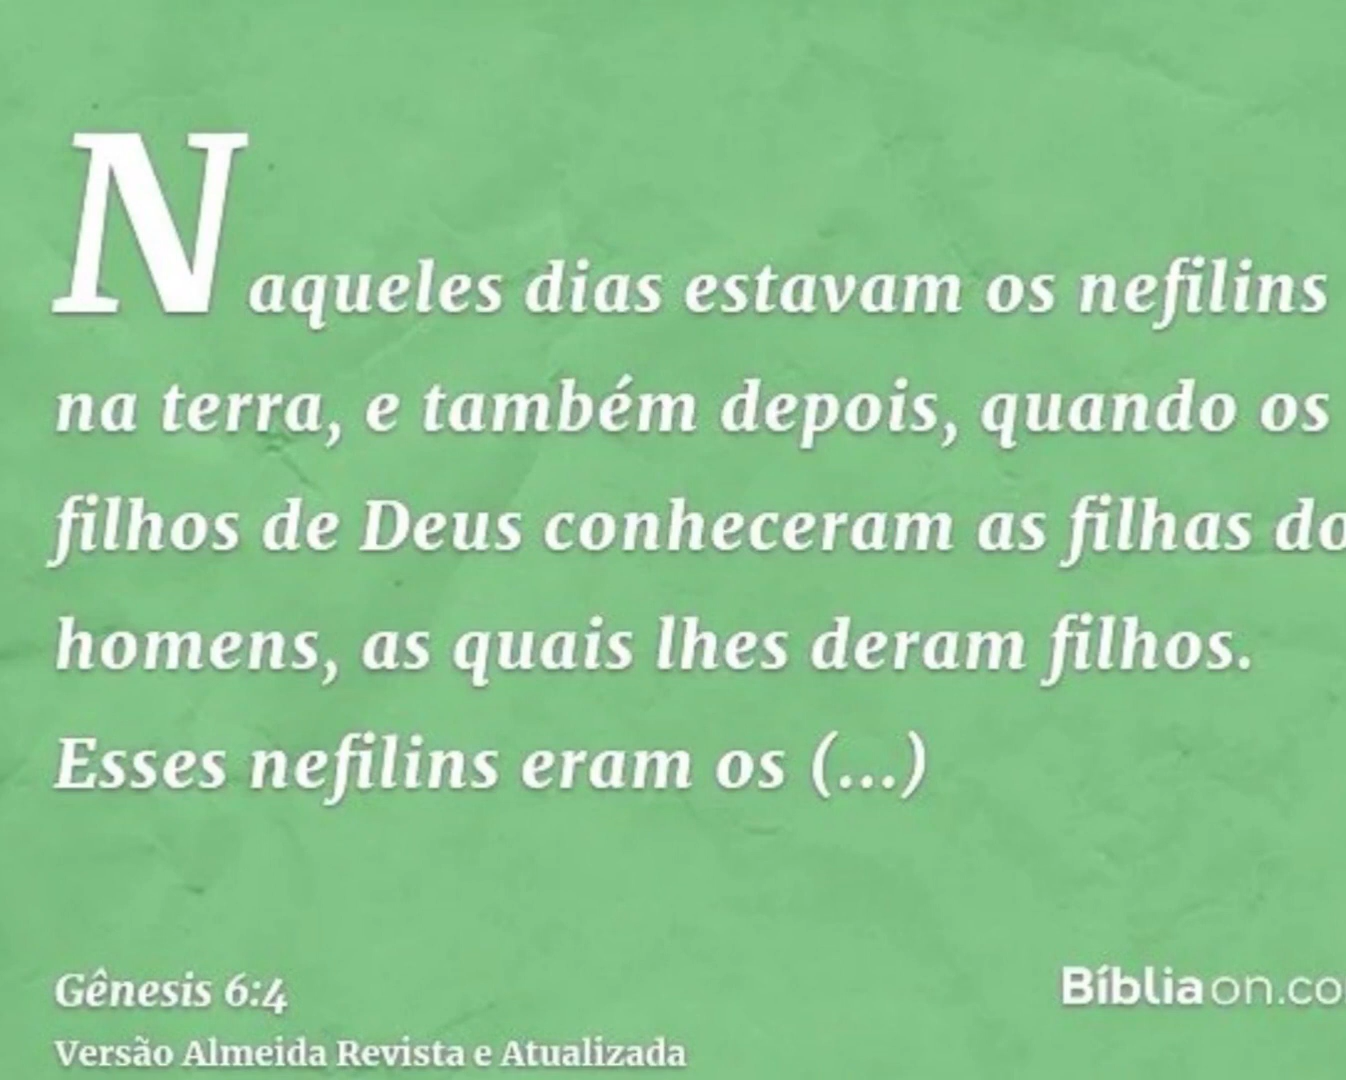 Naqueles dias estavam os nefilins
na terra, e também depois, quando os
filhos de Deus conheceram as filhas do
homens, as quais lhes deram filhos.
Esses nefilins eram os (...)
Gênesis 6:4
Bíbliaon.co
Versão Almeida Revista e Atualizada